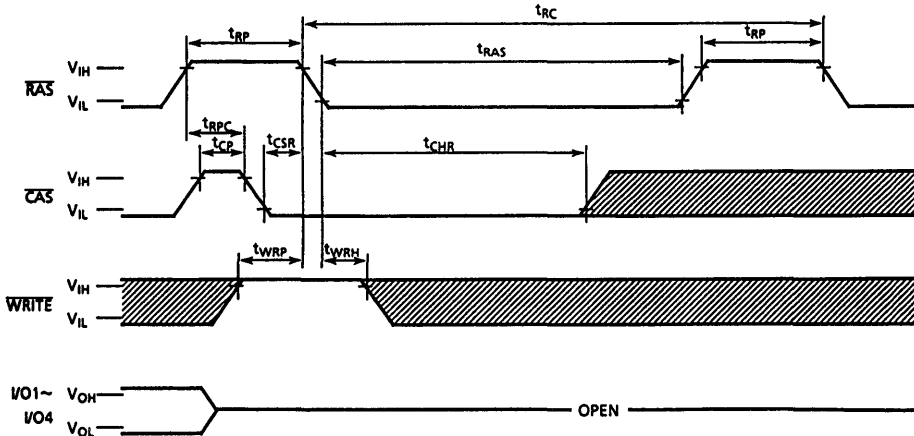 tRC
tRP
tRP
tRAS
RAS
VIH
VIL
tRPC
tCP
tCSR
tCHR
CAS
VIH
VIL
tWRP
tWRH
WRITE
VIH
VIL
I/O1~
I/O4
VOH
VOL
OPEN